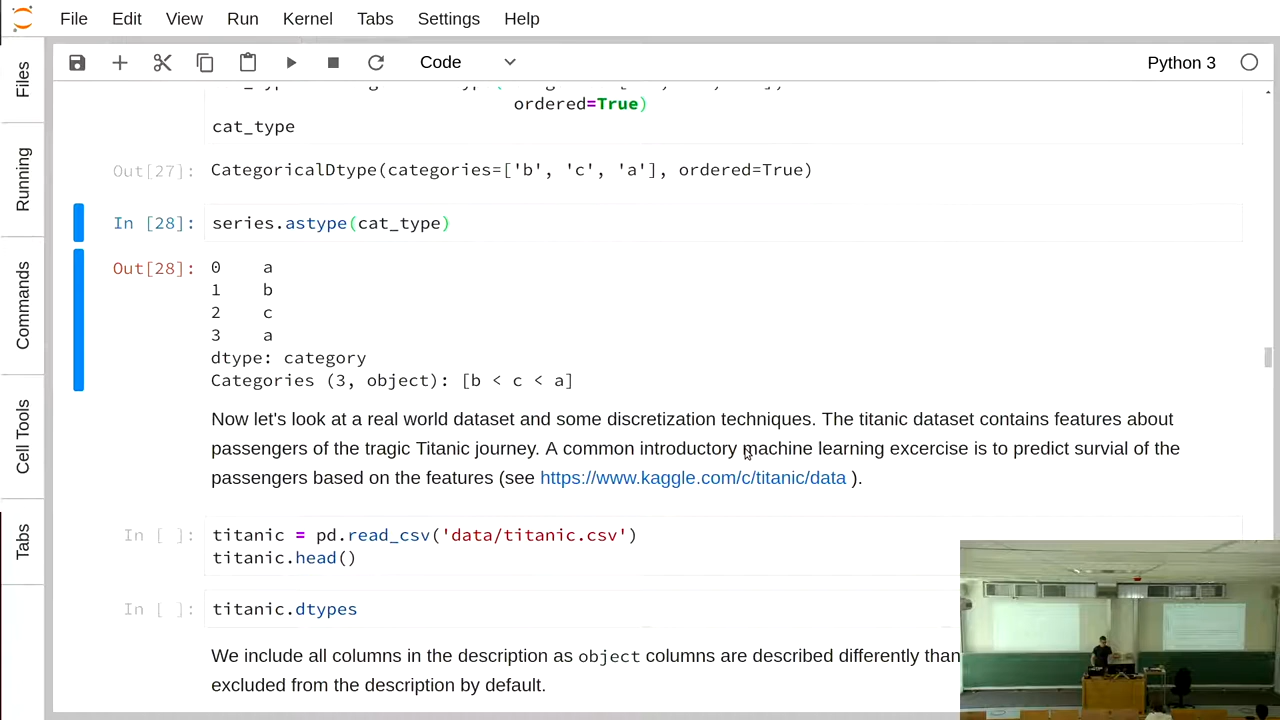 File Edit View Run Kernel Tabs Settings Help
Code Python 3
Files
Running
Commands
Cell Tools
Tabs
ordered=True)
cat_type
Out[27]: CategoricalDtype(categories=['b', 'c', 'a'], ordered=True)
In [28]: series.astype(cat_type)
Out[28]: 0 a
1 b
2 c
3 a
dtype: category
Categories (3, object): [b < c < a]
Now let's look at a real world dataset and some discretization techniques. The titanic dataset contains features about
passengers of the tragic Titanic journey. A common introductory machine learning excercise is to predict survial of the
passengers based on the features (see https://www.kaggle.com/c/titanic/data ).
In [ ]: titanic = pd.read_csv('data/titanic.csv')
titanic.head()
In [ ]: titanic.dtypes
We include all columns in the description as object columns are described differently than
excluded from the description by default.